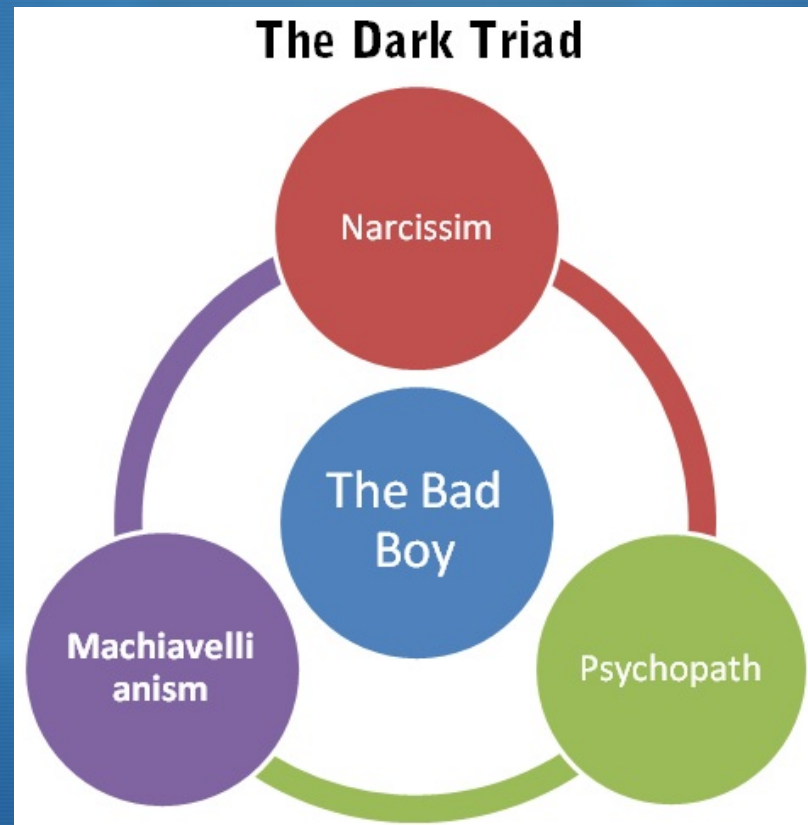 The Dark Triad
Narcissim
The Bad
Boy
Machiavelli
anism
Psychopath